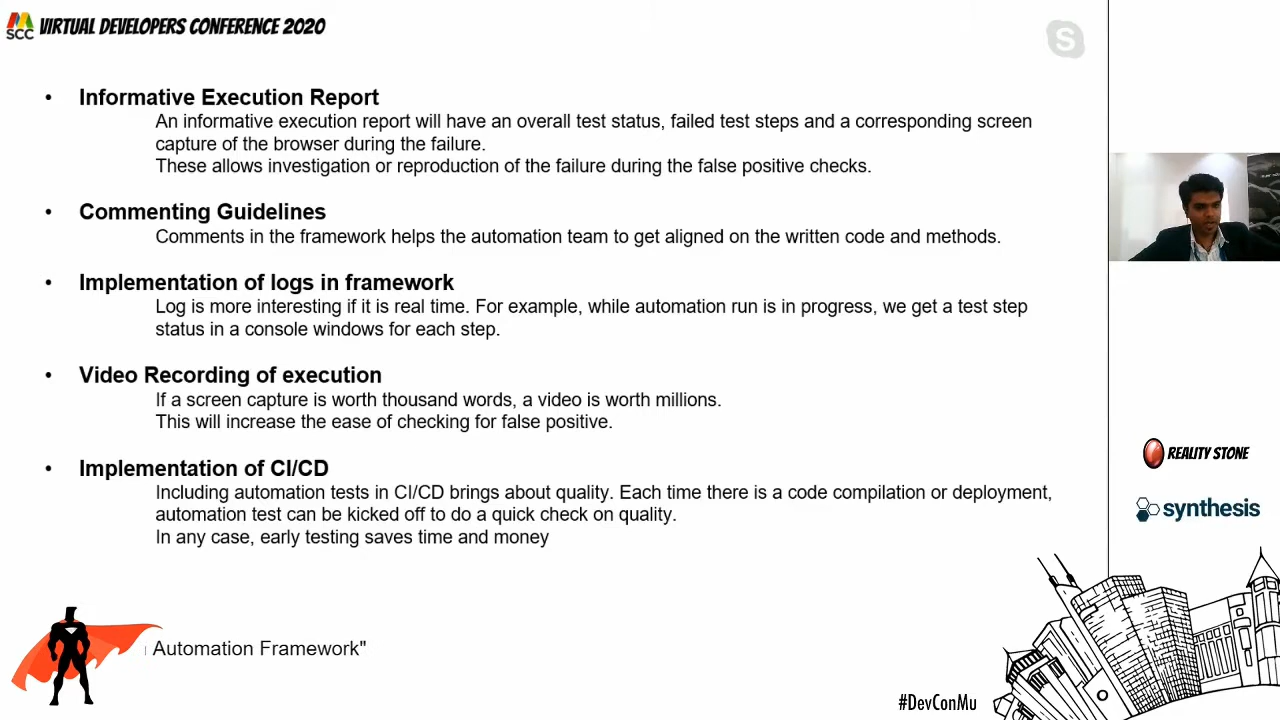 SCC VIRTUAL DEVELOPERS CONFERENCE 2020
S
• Informative Execution Report
An informative execution report will have an overall test status, failed test steps and a corresponding screen
capture of the browser during the failure.
These allows investigation or reproduction of the failure during the false positive checks.
• Commenting Guidelines
Comments in the framework helps the automation team to get aligned on the written code and methods.
• Implementation of logs in framework
Log is more interesting if it is real time. For example, while automation run is in progress, we get a test step
status in a console windows for each step.
• Video Recording of execution
If a screen capture is worth thousand words, a video is worth millions.
This will increase the ease of checking for false positive.
• Implementation of CI/CD
Including automation tests in CI/CD brings about quality. Each time there is a code compilation or deployment,
automation test can be kicked off to do a quick check on quality.
In any case, early testing saves time and money
Automation Framework"
REALITY STONE
synthesis
#DevConMu